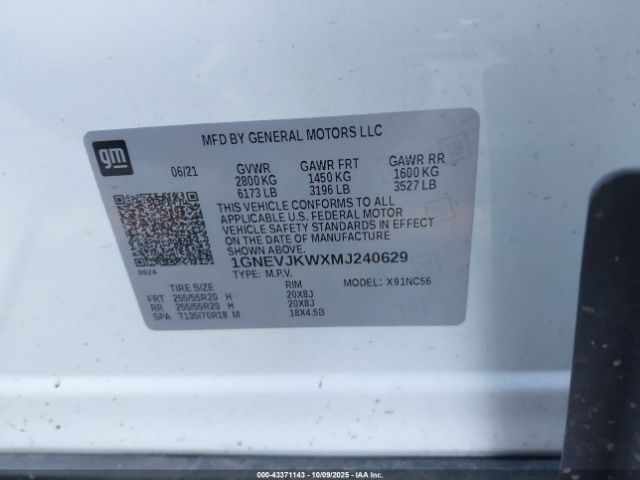 gm
MFD BY GENERAL MOTORS LLC
06/21 GVWR GAWR FRT GAWR RR
2800 KG 1450 KG 1600 KG
6173 LB 3196 LB 3527 LB
THIS VEHICLE CONFORMS TO ALL
APPLICABLE U.S. FEDERAL MOTOR
VEHICLE SAFETY STANDARDS IN EFFECT
ON THE DATE OF MANUFACTURE
SHOWN ABOVE.
1GNEVJKWXMJ240629
TYPE: M.P.V. MODEL: X91NC56
TIRE SIZE RIM
FRT 255/55R20 H 20X8J
RR 255/55R20 H 20X8J
SPA T135/70R18 M 18X4.5B
00-43371143 - 10/09/2025 - Copyright © IAA, Inc.